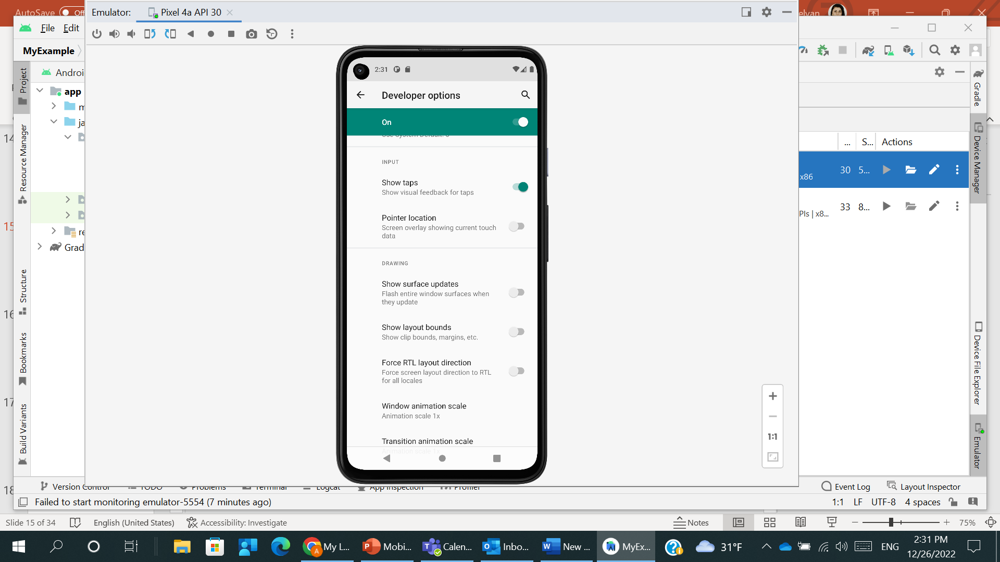 AutoSave Off
elvan
Emulator: Pixel 4a API 30
File Edit
MyExample
Androi
app
m
ja
re
Grad
Project
Resource Manager
Structure
Bookmarks
Build Variants
14
15
16
17
18
2:31
Developer options
On
Use System Default: 0
INPUT
Show taps
Show visual feedback for taps
Pointer location
Screen overlay showing current touch
data
DRAWING
Show surface updates
Flash entire window surfaces when
they update
Show layout bounds
Show clip bounds, margins, etc.
Force RTL layout direction
Force screen layout direction to RTL
for all locales
Window animation scale
Animation scale 1x
Transition animation scale
Animation scale 1x
1:1
... S... Actions
x86 30 5...
PIs | x8... 33 8...
Gradle
Device Manager
Device File Explorer
Emulator
Version Control TODO Problems Terminal Logcat App Inspection Profiler
Event Log Layout Inspector
Failed to start monitoring emulator-5554 (7 minutes ago)
1:1 LF UTF-8 4 spaces
Slide 15 of 34 English (United States) Accessibility: Investigate
Notes 75%
My L... Mobi... Calen... Inbo... New ... MyEx...
31°F ENG
2:31 PM
12/26/2022